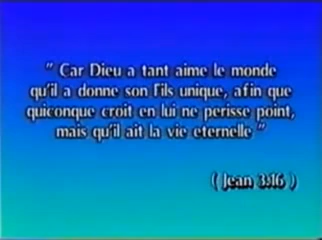 " Car Dieu a tant aime le monde
qu'il a donne son fils unique, afin que
quiconque croit en lui ne perisse point,
mais qu'il ait la vie eternelle "
( Jean 3:16 )